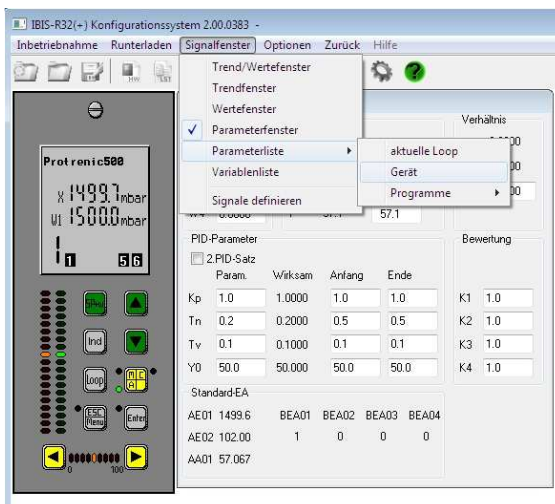 IBIS-R32(+) Konfigurationssystem 2.00.0383 -
Inbetriebnahme Runterladen Signalfenster Optionen Zurück Hilfe
Trend/Wertefenster
Trendfenster
Wertefenster
Parameterfenster
Parameterliste
Variablenliste
Signale definieren
aktuelle Loop
Gerät
Programme
Verhältnis
57.1
Protronic500
X 1499.7 mbar
W1 1500.0 mbar
1 5 6
SPw
Ind
Loop
M C
A
ESC
Menu
Enter
0 100
PID-Parameter
2.PID-Satz
Param. Wirksam Anfang Ende
Kp 1.0 1.0000 1.0 1.0
Tn 0.2 0.2000 0.5 0.5
Tv 0.1 0.1000 0.1 0.1
Y0 50.0 50.000 50.0 50.0
Bewertung
K1 1.0
K2 1.0
K3 1.0
K4 1.0
Standard-EA
AE01 1499.6 BEA01 BEA02 BEA03 BEA04
AE02 102.00 1 0 0 0
AA01 57.067